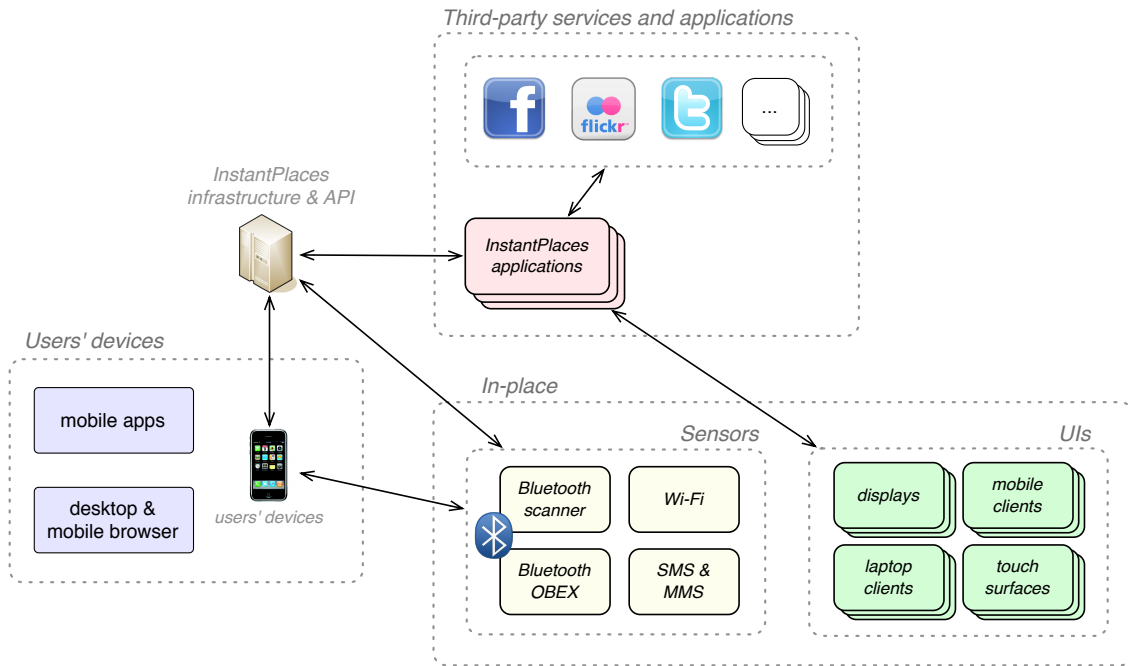 Third-party services and applications
f
flickr
t
...
InstantPlaces
infrastructure & API
InstantPlaces
applications
Users' devices
mobile apps
desktop &
mobile browser
users' devices
In-place
Sensors
Bluetooth
scanner
Wi-Fi
Bluetooth
OBEX
SMS &
MMS
UIs
displays
mobile
clients
laptop
clients
touch
surfaces